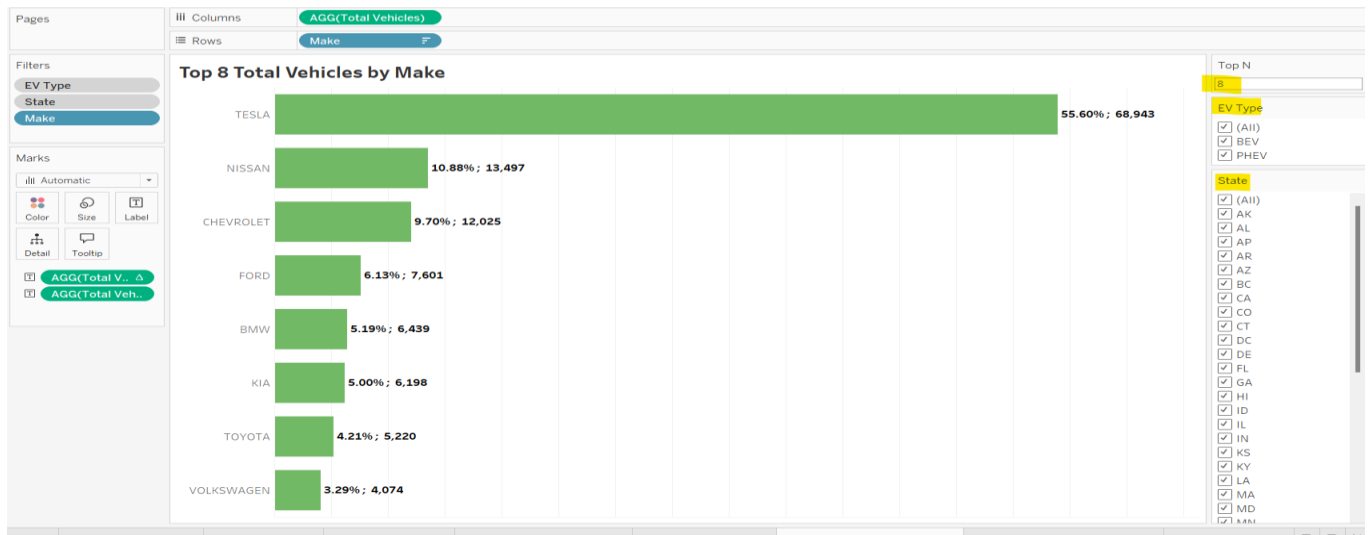 Pages
Columns
AGG(Total Vehicles)
Rows
Make
Filters
EV Type
State
Make
Marks
Automatic
Color
Size
Label
Detail
Tooltip
AGG(Total V..
AGG(Total Veh..
Top 8 Total Vehicles by Make
TESLA
55.60%; 68,943
NISSAN
10.88%; 13,497
CHEVROLET
9.70%; 12,025
FORD
6.13%; 7,601
BMW
5.19%; 6,439
KIA
5.00%; 6,198
TOYOTA
4.21%; 5,220
VOLKSWAGEN
3.29%; 4,074
Top N
8
EV Type
(All)
BEV
PHEV
State
(All)
AK
AL
AP
AR
AZ
BC
CA
CO
CT
DC
DE
FL
GA
HI
ID
IL
IN
KS
KY
LA
MA
MD
MN